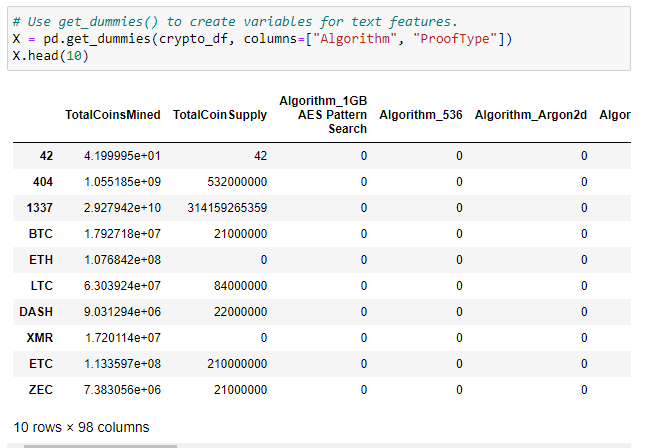 # Use get_dummies() to create variables for text features.
X = pd.get_dummies(crypto_df, columns=["Algorithm", "ProofType"])
X.head(10)
TotalCoinsMined TotalCoinSupply Algorithm_1GB AES Pattern Search Algorithm_536 Algorithm_Argon2d Algor
42 4.199995e+01 42 0 0 0
404 1.055185e+09 532000000 0 0 0
1337 2.927942e+10 314159265359 0 0 0
BTC 1.792718e+07 21000000 0 0 0
ETH 1.076842e+08 0 0 0 0
LTC 6.303924e+07 84000000 0 0 0
DASH 9.031294e+06 22000000 0 0 0
XMR 1.720114e+07 0 0 0 0
ETC 1.133597e+08 210000000 0 0 0
ZEC 7.383056e+06 21000000 0 0 0
10 rows × 98 columns